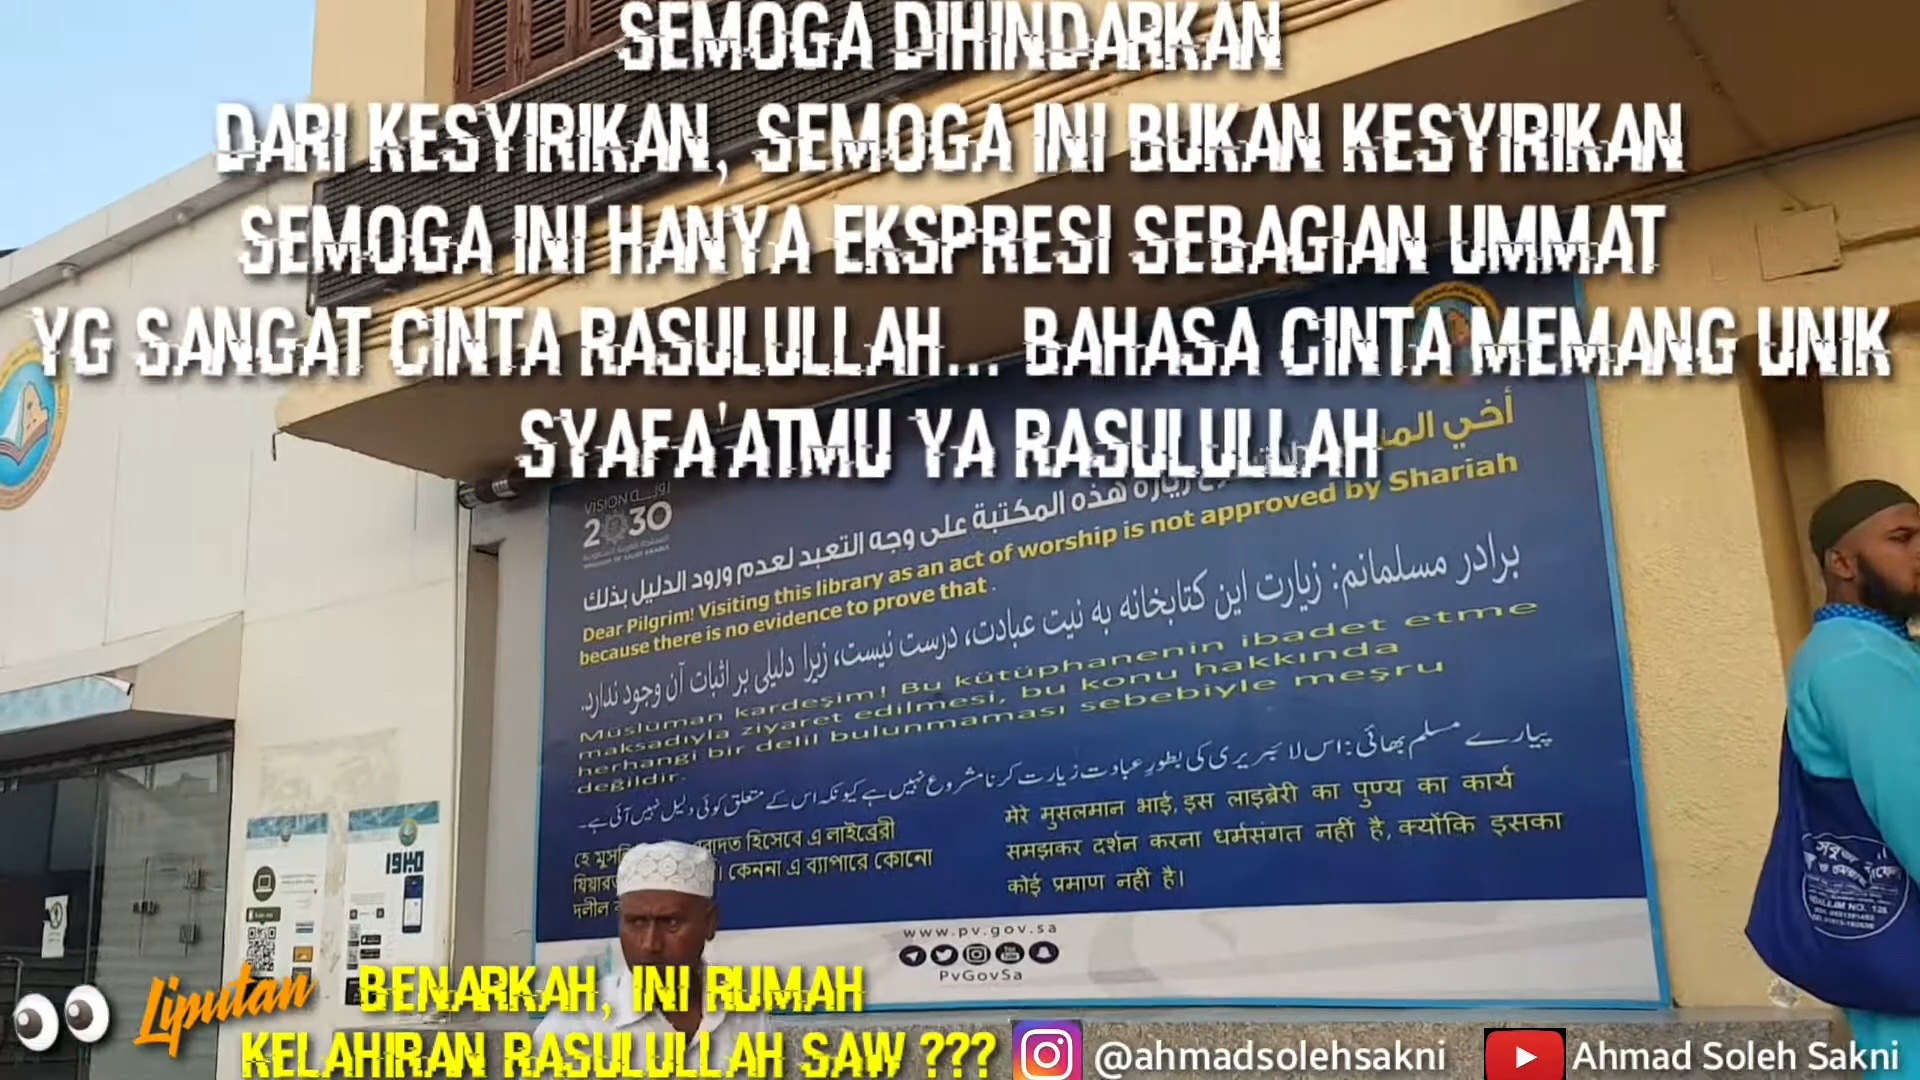 SEMOGA DIHINDARKAN
DARI KESYIRIKAN, SEMOGA INI BUKAN KESYIRIKAN
SEMOGA INI HANYA EKSPRESI SEBAGIAN UMMAT
YG SANGAT CINTA RASULULLAH... BAHASA CINTA MEMANG UNIK
SYAFA'ATMU YA RASULULLAH
أخي
VISION رؤيـــة
2030
زيارة هذه المكتبة على وجه التعبد لعدم ورود الدليل بذلك
Dear Pilgrim! Visiting this library as an act of worship is not approved by Shariah
because there is no evidence to prove that .
برادر مسلمانم: زیارت این کتابخانه به نیت عبادت، درست نیست، زیرا دلیلی بر اثبات آن وجود ندارد.
Müslüman kardeşim! Bu kütüphanenin ibadet etme
maksadıyla ziyaret edilmesi, bu konu hakkında
herhangi bir delil bulunmaması sebebiyle meşru
değildir.
پیارے مسلم بھائی: اس لائبریری کی بطور عبادت زیارت کرنا مشروع نہیں ہے کیونکہ اس کے متعلق کوئی دلیل نہیں آئی ہے۔
হে হিসেবে এ লাইব্রেরী
কেননা এ ব্যাপারে কোনো
দলীল
मेरे मुसलमान भाई, इस लाइब्रेरी का पुण्य का कार्य
समझकर दर्शन करना धर्मसंगत नहीं है, क्योंकि इसका
कोई प्रमाण नहीं है।
www.pv.gov.sa
PvGovSa
Liputan
BENARKAH, INI RUMAH
KELAHIRAN RASULULLAH SAW ???
@ahmadsolehsakni
Ahmad Soleh Sakni